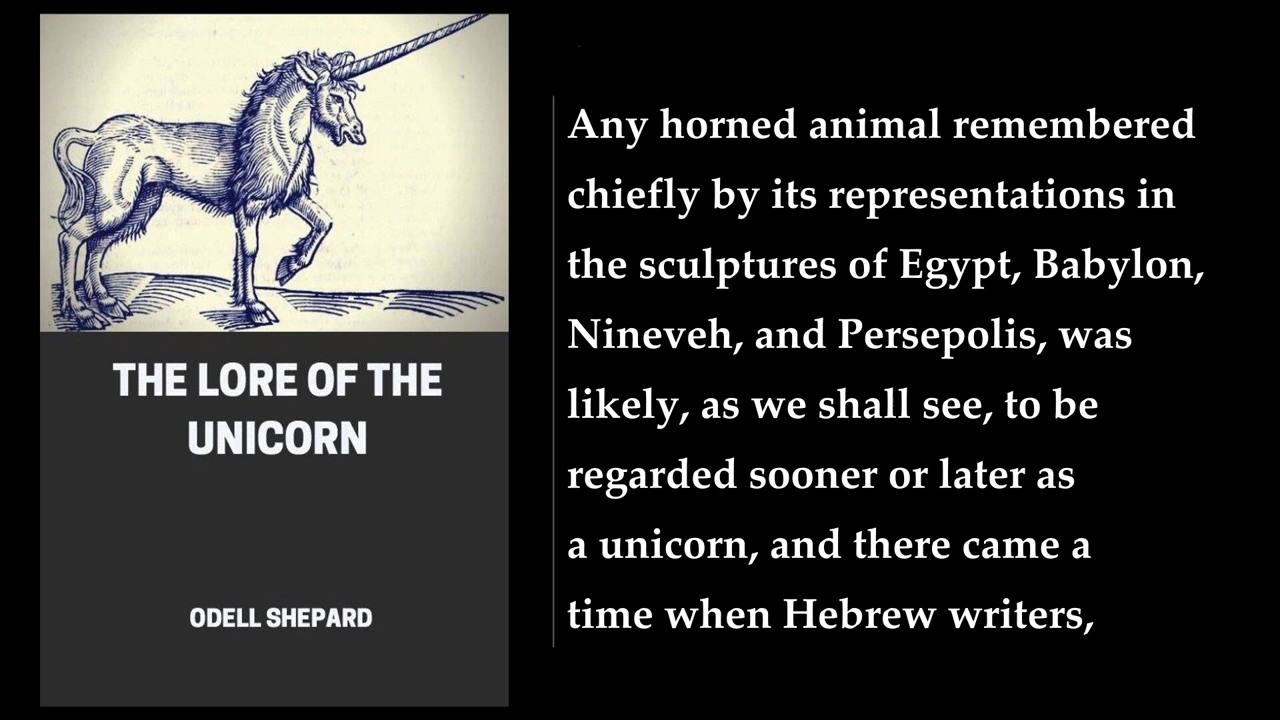 THE LORE OF THE
UNICORN
ODELL SHEPARD
Any horned animal remembered
chiefly by its representations in
the sculptures of Egypt, Babylon,
Nineveh, and Persepolis, was
likely, as we shall see, to be
regarded sooner or later as
a unicorn, and there came a
time when Hebrew writers,